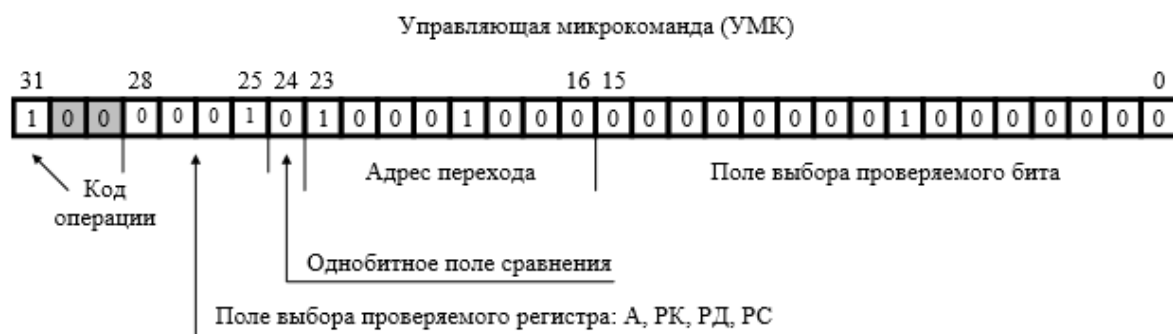 Управляющая микрокоманда (УМК)
31 28 25 24 23 16 15 0
1 0 0 0 0 0 1 0 1 0 0 0 1 0 0 0 0 0 0 0 0 0 0 0 1 0 0 0 0 0 0 0
Код
операции
Адрес перехода
Поле выбора проверяемого бита
Однобитное поле сравнения
Поле выбора проверяемого регистра: А, РК, РД, РС